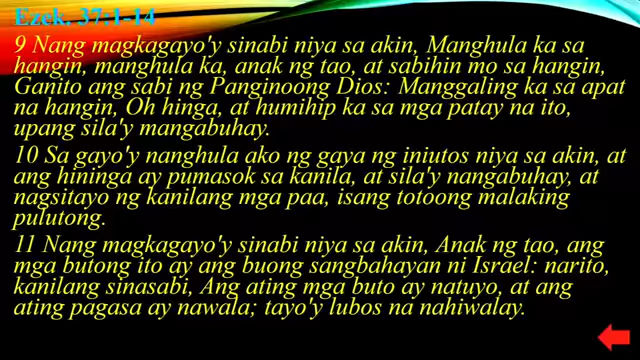 Ezek. 37:1-14
9 Nang magkagayo'y sinabi niya sa akin, Manghula ka sa
hangin, manghula ka, anak ng tao, at sabihin mo sa hangin,
Ganito ang sabi ng Panginoong Dios: Manggaling ka sa apat
na hangin, Oh hinga, at humihip ka sa mga patay na ito,
upang sila'y mangabuhay.
10 Sa gayo'y nanghula ako ng gaya ng iniutos niya sa akin, at
ang hininga ay pumasok sa kanila, at sila'y nangabuhay, at
nagsitayo ng kanilang mga paa, isang totoong malaking
pulutong.
11 Nang magkagayo'y sinabi niya sa akin, Anak ng tao, ang
mga butong ito ay ang buong sangbahayan ni Israel: narito,
kanilang sinasabi, Ang ating mga buto ay natuyo, at ang
ating pagasa ay nawala; tayo'y lubos na nahiwalay.